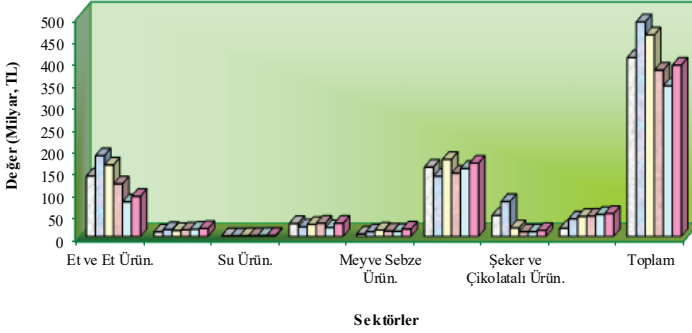 500
450
400
350
300
250
200
150
100
50
0
Değer (Milyar, TL)
Et ve Et Ürün.
Su Ürün.
Meyve Sebze
Ürün.
Şeker ve
Çikolatalı Ürün.
Toplam
Sektörler